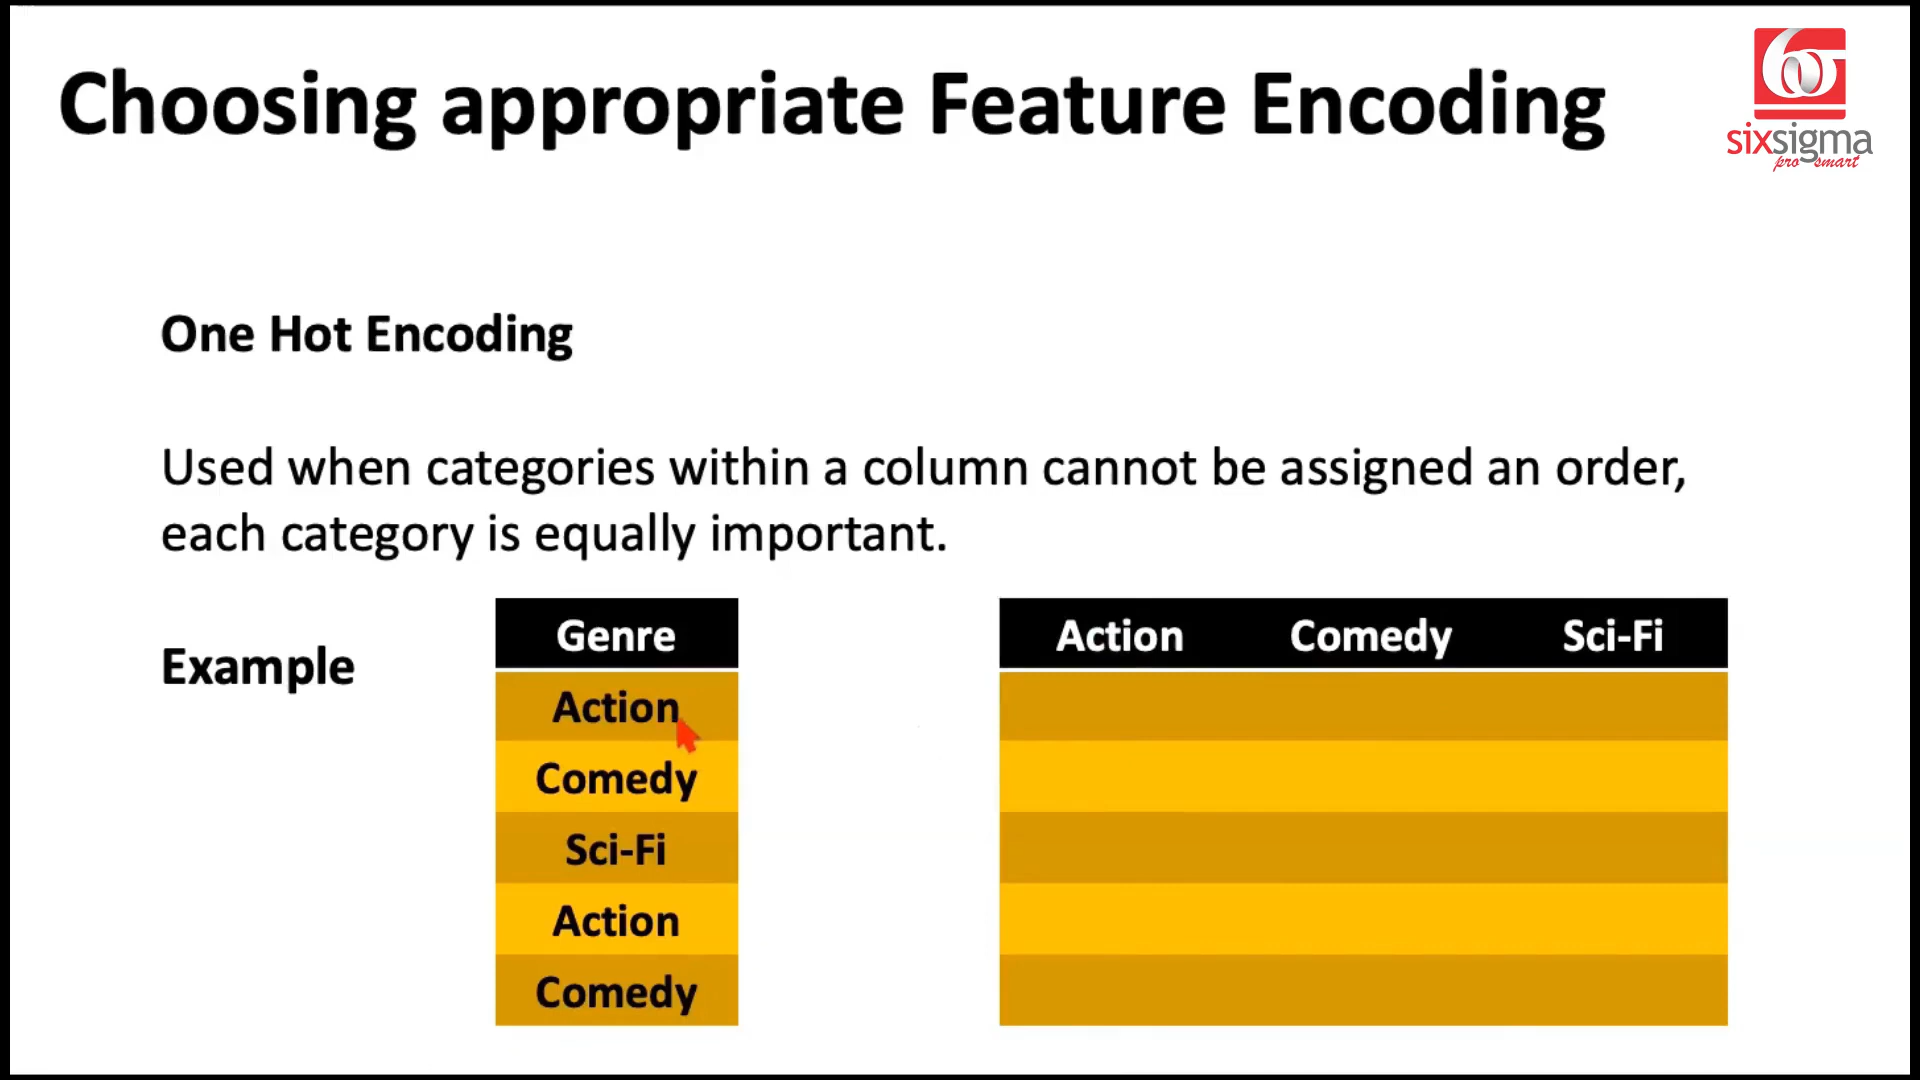 Choosing appropriate Feature Encoding
sixsigma
pro smart
One Hot Encoding
Used when categories within a column cannot be assigned an order,
each category is equally important.
Example
Genre
Action
Comedy
Sci-Fi
Action
Comedy
Action Comedy Sci-Fi